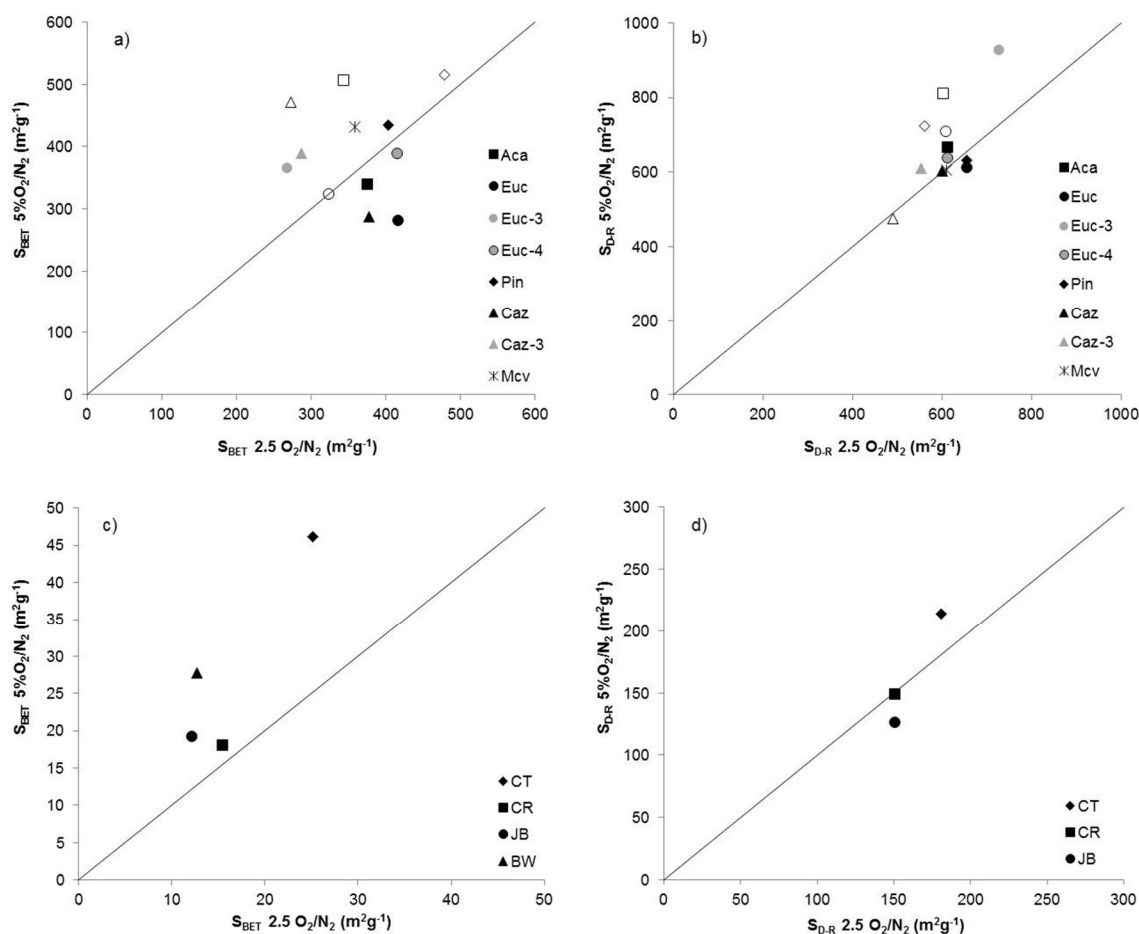 a)
S_BET 5%O₂/N₂ (m²g⁻¹)
600
500
400
300
200
100
0
0 100 200 300 400 500 600
S_BET 2.5 O₂/N₂ (m²g⁻¹)
Aca
Euc
Euc-3
Euc-4
Pin
Caz
Caz-3
Mcv
b)
S_D-R 5%O₂/N₂ (m²g⁻¹)
1000
800
600
400
200
0
0 200 400 600 800 1000
S_D-R 2.5 O₂/N₂ (m²g⁻¹)
Aca
Euc
Euc-3
Euc-4
Pin
Caz
Caz-3
Mcv
c)
S_BET 5%O₂/N₂ (m²g⁻¹)
50
45
40
35
30
25
20
15
10
5
0
0 10 20 30 40 50
S_BET 2.5 O₂/N₂ (m²g⁻¹)
CT
CR
JB
BW
d)
S_D-R 5%O₂/N₂ (m²g⁻¹)
300
250
200
150
100
50
0
0 50 100 150 200 250 300
S_D-R 2.5 O₂/N₂ (m²g⁻¹)
CT
CR
JB